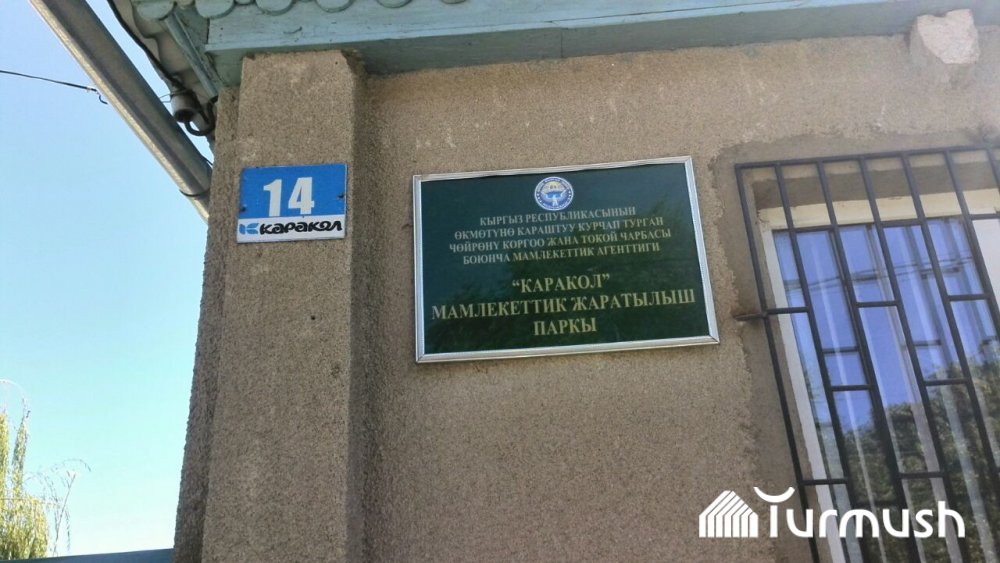 14
КАРАКОЛ
КЫРГЫЗ РЕСПУБЛИКАСЫНЫН
ӨКМӨТҮНӨ КАРАШТУУ КУРЧАП ТУРГАН
ЧӨЙРӨНҮ КОРГОО ЖАНА ТОКОЙ ЧАРБАСЫ
БОЮНЧА МАМЛЕКЕТТИК АГЕНТТИГИ
“КАРАКОЛ”
МАМЛЕКЕТТИК ЖАРАТЫЛЫШ
ПАРКЫ
Turmush